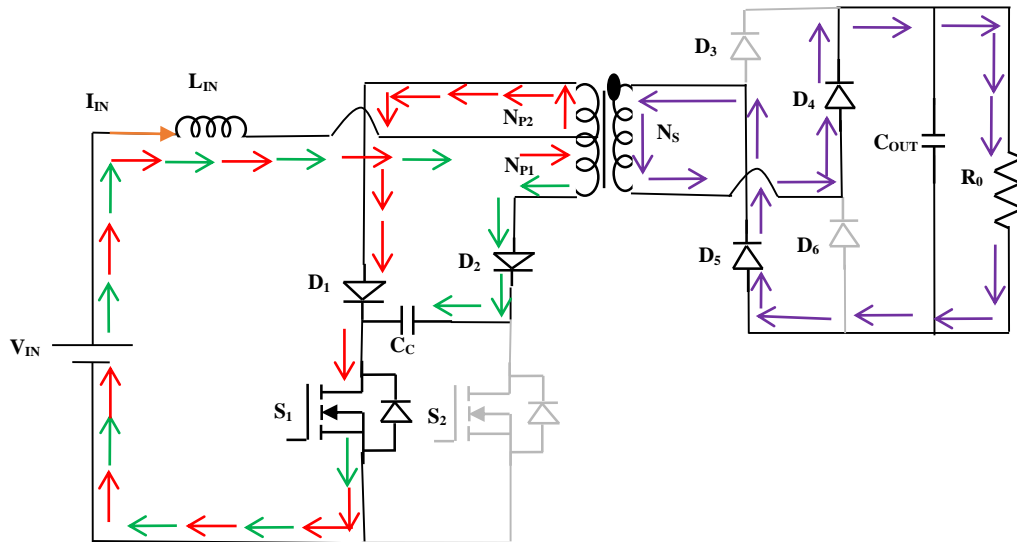 D₃
L_IN
I_IN
D₄
N_P2
N_S
C_OUT
N_P1
R₀
D₁
D₂
D₅
D₆
V_IN
C_C
S₁
S₂